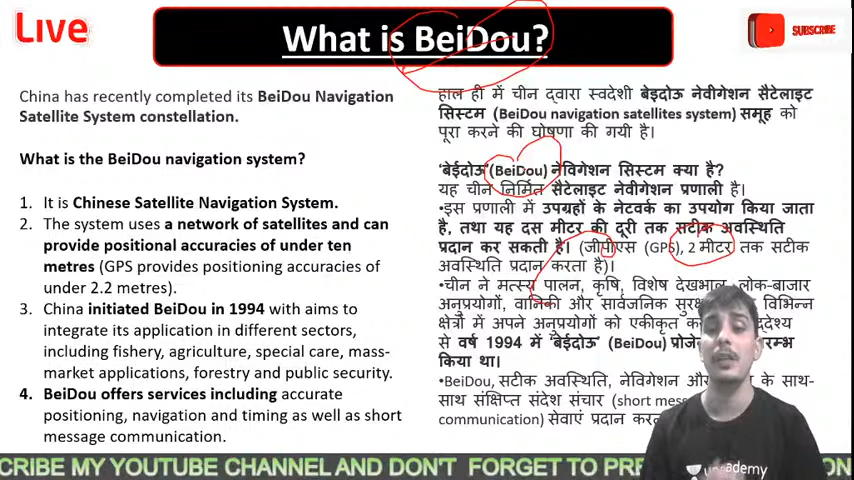 Live
What is BeiDou?
SUBSCRIBE
China has recently completed its BeiDou Navigation
Satellite System constellation.
What is the BeiDou navigation system?
1. It is Chinese Satellite Navigation System.
2. The system uses a network of satellites and can
provide positional accuracies of under ten
metres (GPS provides positioning accuracies of
under 2.2 metres).
3. China initiated BeiDou in 1994 with aims to
integrate its application in different sectors,
including fishery, agriculture, special care, mass-
market applications, forestry and public security.
4. BeiDou offers services including accurate
positioning, navigation and timing as well as short
message communication.
हाल ही में चीन द्वारा स्वदेशी बेइदोऊ नेवीगेशन सैटेलाइट
सिस्टम (BeiDou navigation satellites system) समूह को
पूरा करने की घोषणा की गयी है।
‘बेईदोऊ’(BeiDou) नेविगेशन सिस्टम क्या है?
यह चीन निर्मित सैटेलाइट नेवीगेशन प्रणाली है।
•इस प्रणाली में उपग्रहों के नेटवर्क का उपयोग किया जाता
है, तथा यह दस मीटर की दूरी तक सटीक अवस्थिति
प्रदान कर सकती है। (जीपीएस (GPS), 2 मीटर तक सटीक
अवस्थिति प्रदान करता है)।
•चीन ने मत्स्य पालन, कृषि, विशेष देखभाल, लोक-बाजार
अनुप्रयोगों, वानिकी और सार्वजनिक विभिन्न
क्षेत्रों में अपने अनुप्रयोगों को एकीकृत
से वर्ष 1994 में ‘बेईदोऊ’ (BeiDou)
किया था।
•BeiDou, सटीक अवस्थिति, नेविगेशन के साथ-
साथ संक्षिप्त संदेश संचार (short
communication) सेवाएं प्रदान
unacademy
CRIBE MY YOUTUBE CHANNEL AND DON'T FORGET TO PRE ON